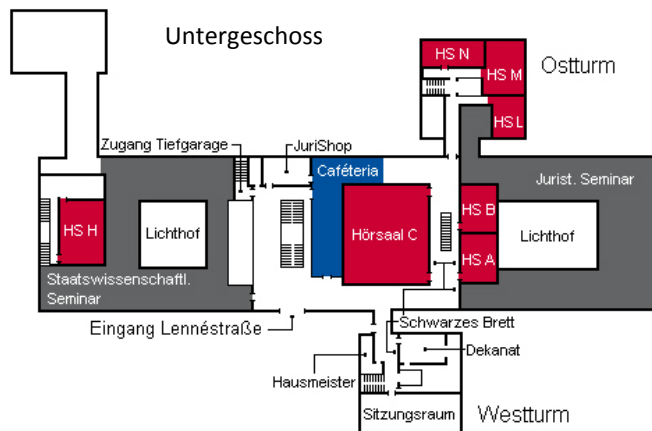 Untergeschoss
HS N
HS M
Ostturm
HS L
Zugang Tiefgarage
JuriShop
Caféteria
Jurist. Seminar
HS H
Lichthof
Hörsaal C
HS B
Lichthof
HS A
Staatswissenschaftl.
Seminar
Eingang Lennéstraße
Schwarzes Brett
Dekanat
Hausmeister
Sitzungsraum
Westturm